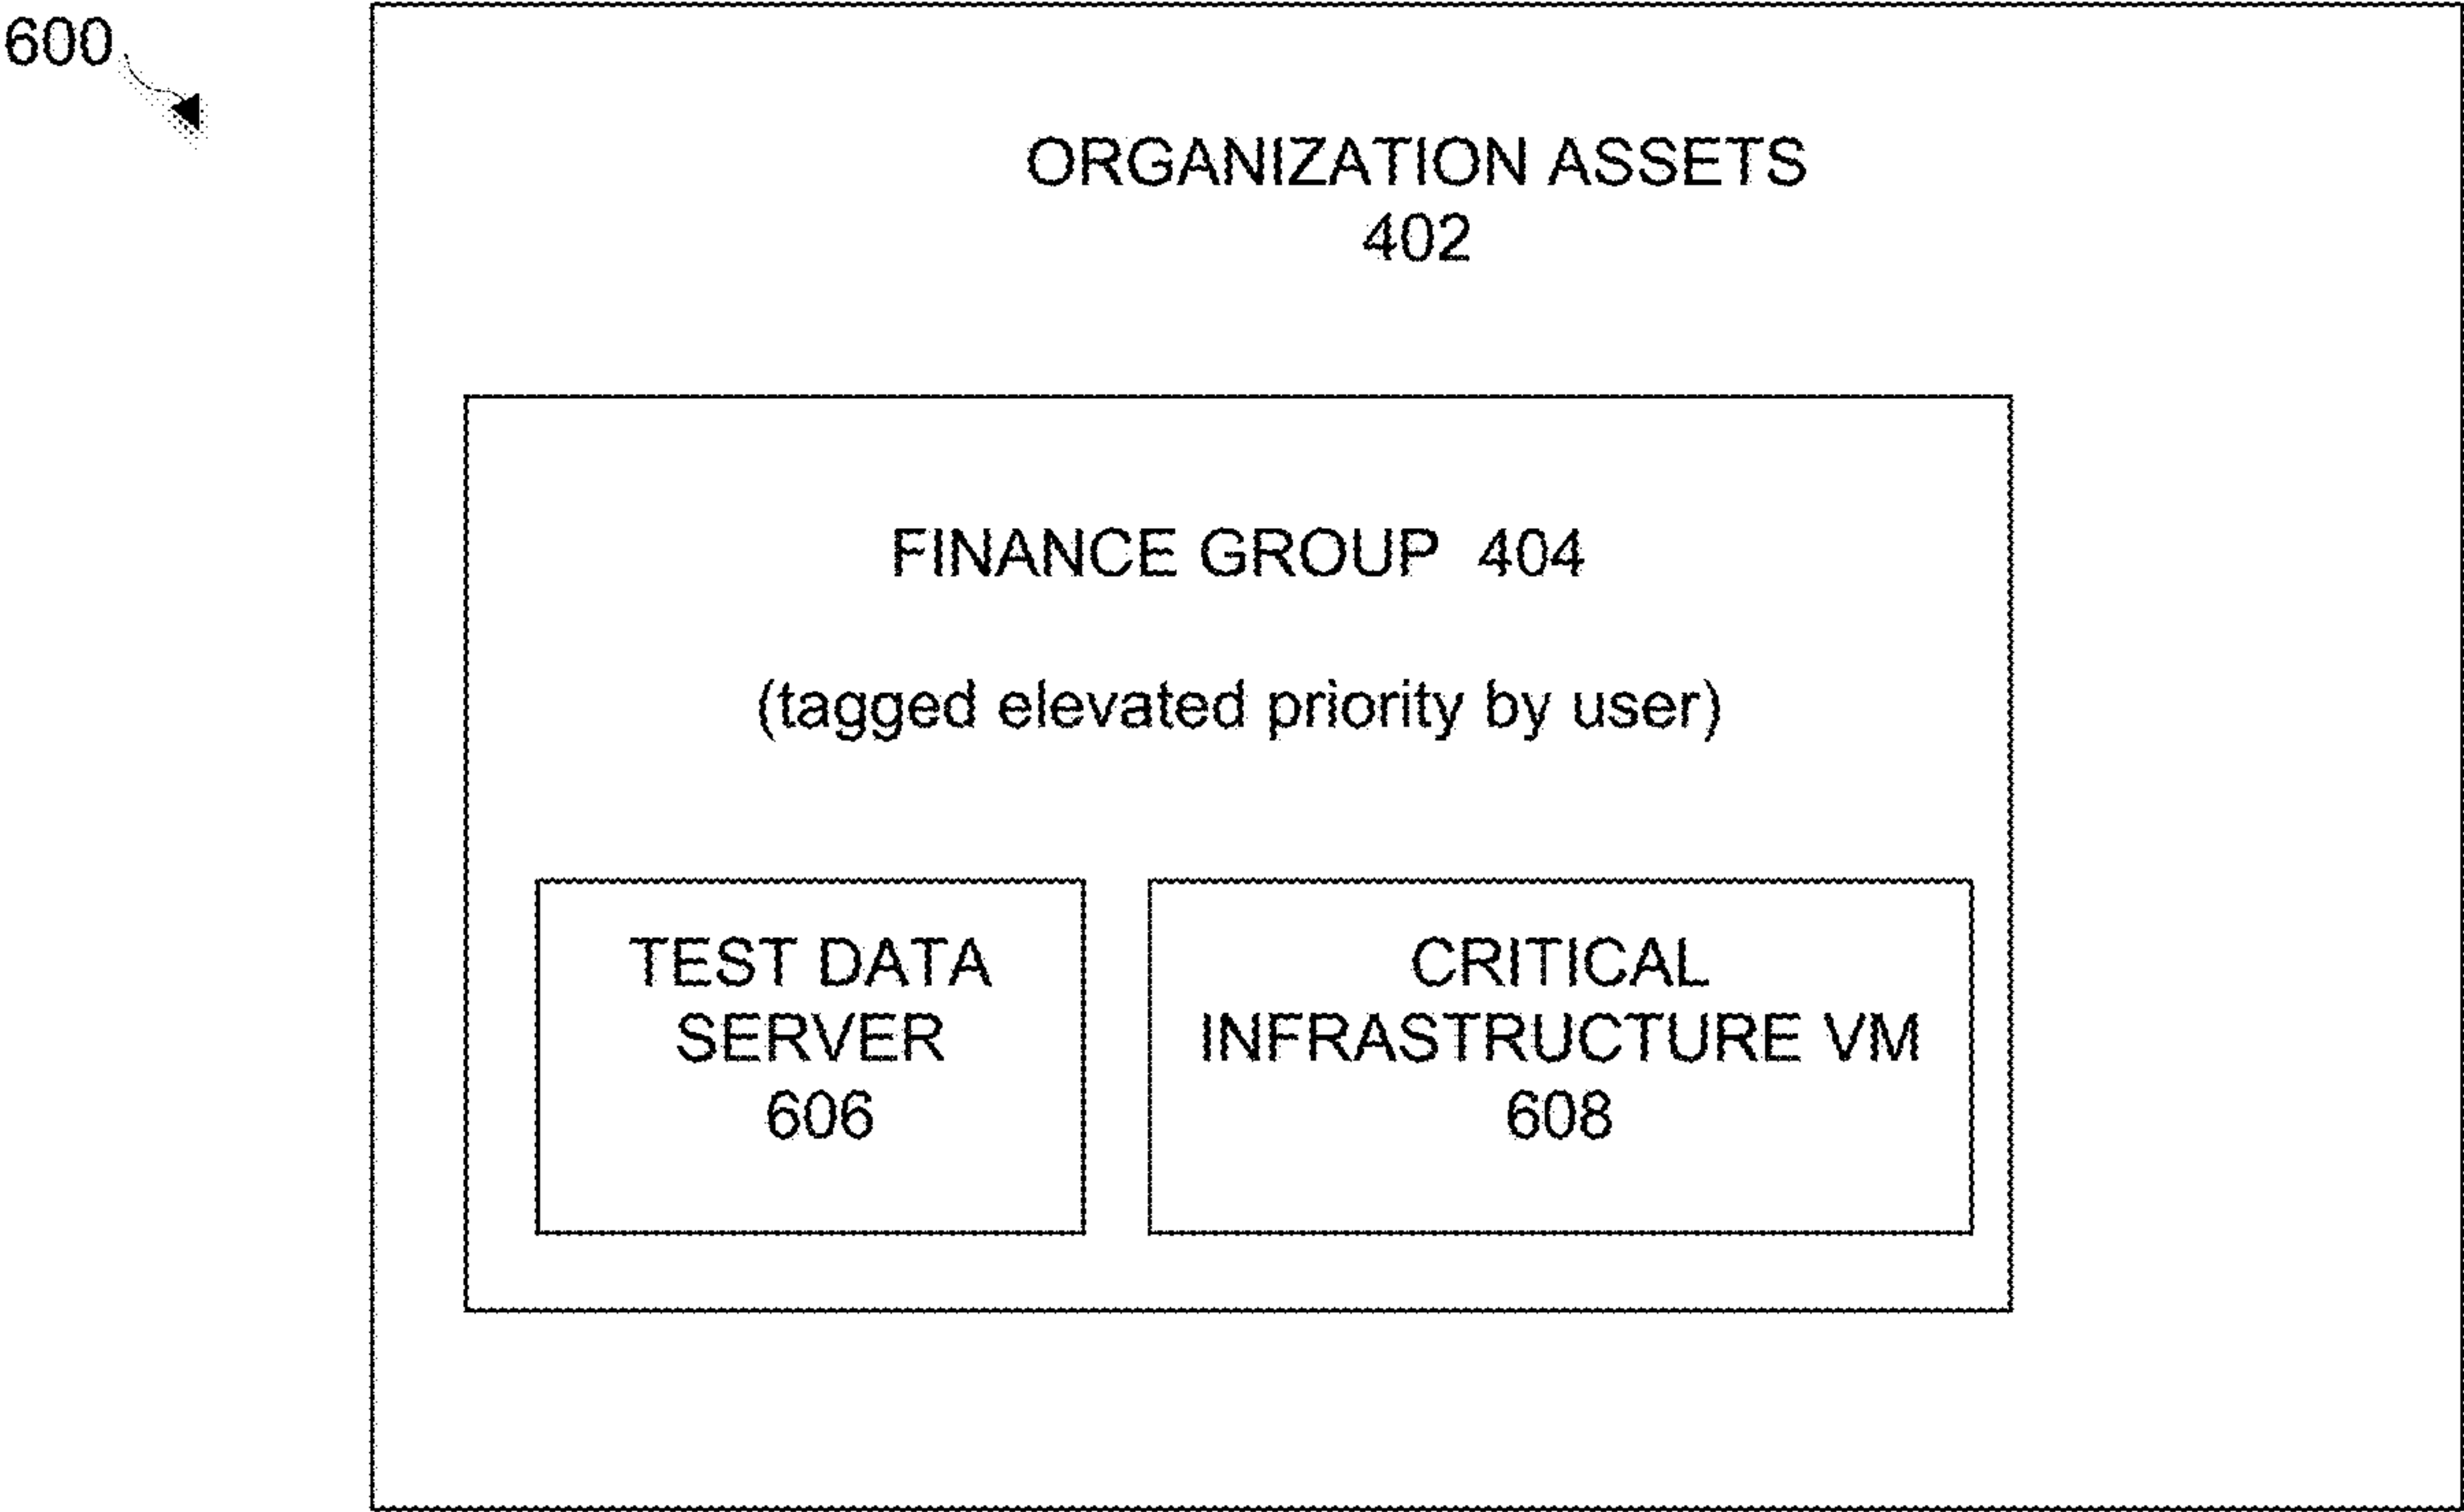 600
ORGANIZATION ASSETS
402
FINANCE GROUP 404
(tagged elevated priority by user)
TEST DATA
SERVER
606
CRITICAL
INFRASTRUCTURE VM
608